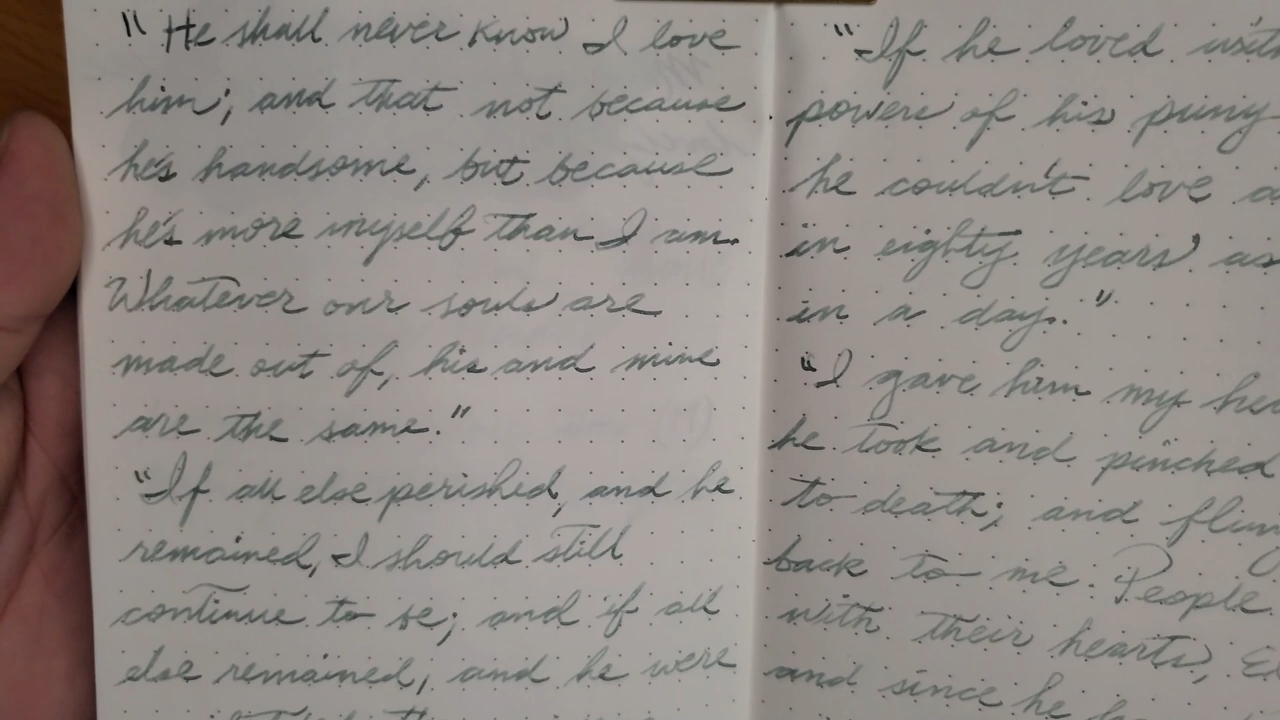 "He shall never know I love
him; and that not because
he's handsome, but because
he's more myself than I am.
Whatever our souls are
made out of, his and mine
are the same."
"If all else perished, and he
remained, I should still
continue to be; and if all
else remained, and he were
"If he loved with
powers of his puny
he couldn't love
in eighty years' as
in a day."
"I gave him my
he took and pinched
to death; and
back to me. People
with their hearts,
and since he